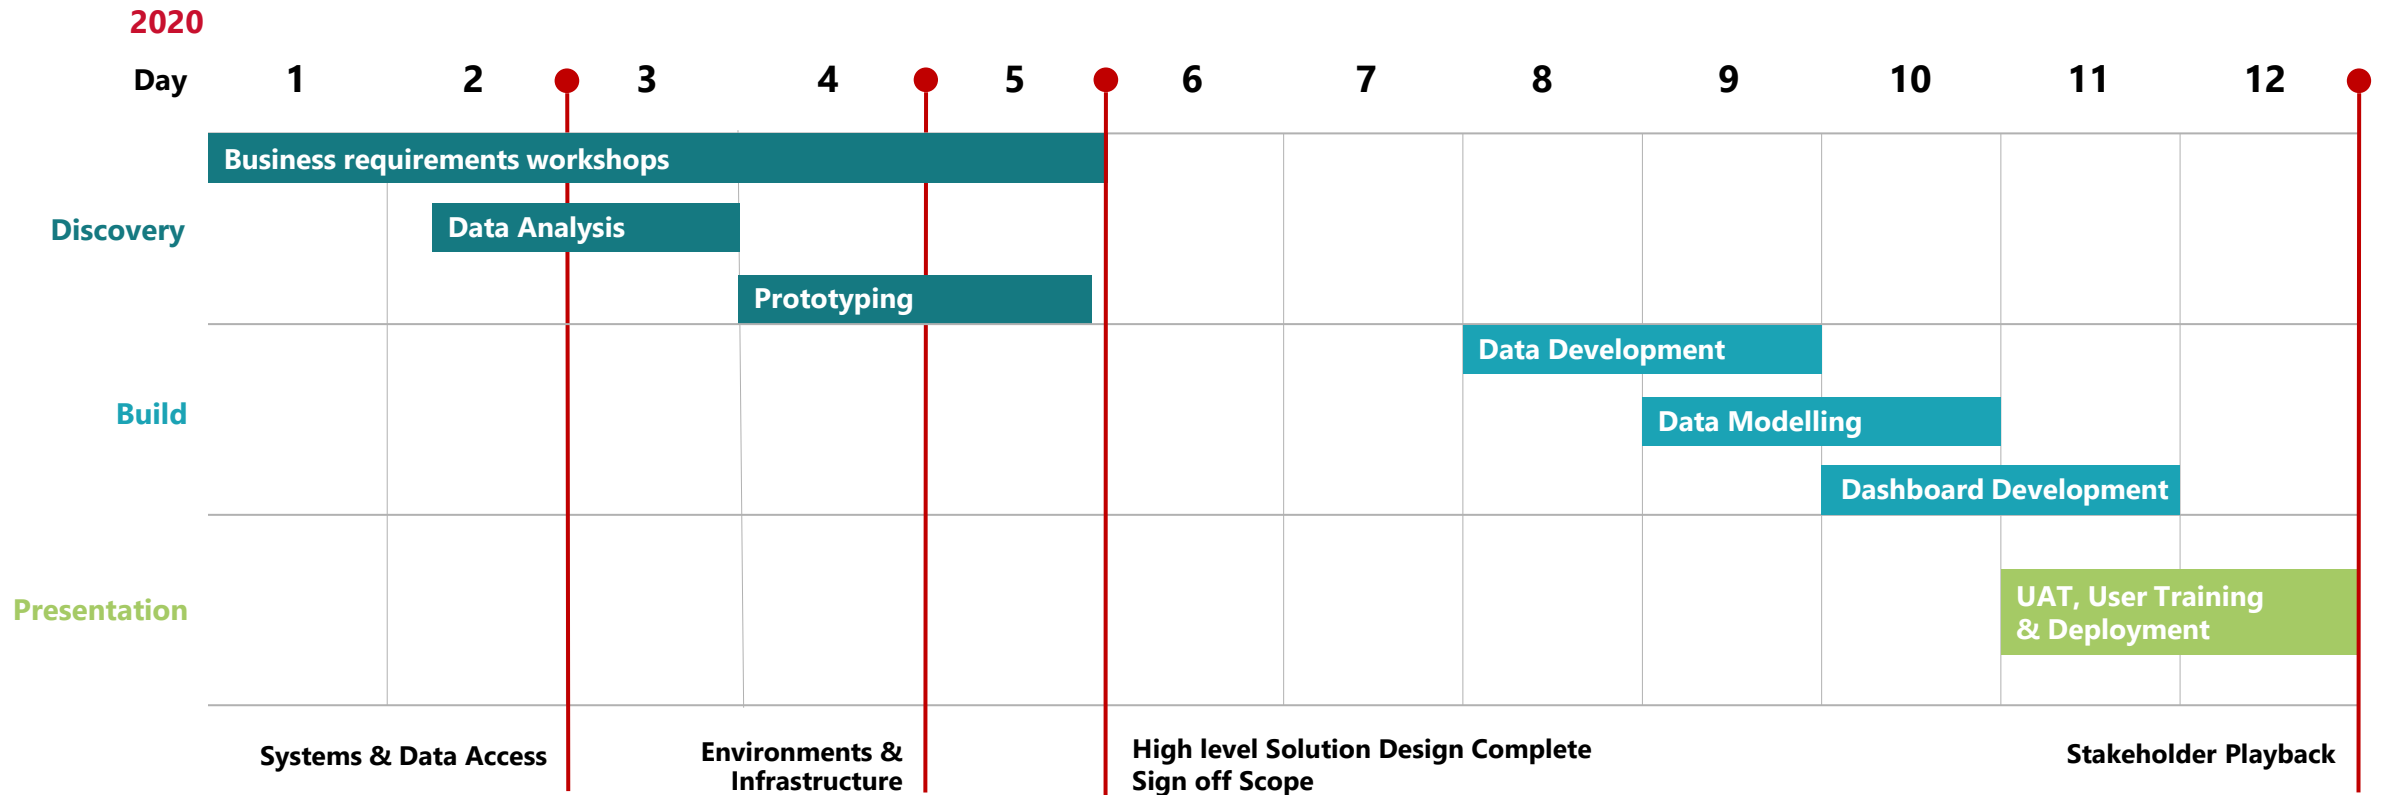 2020
Day 1 2 3 4 5 6 7 8 9 10 11 12
Business requirements workshops
Discovery
Data Analysis
Prototyping
Build
Data Development
Data Modelling
Dashboard Development
Presentation
UAT, User Training
& Deployment
Systems & Data Access
Environments &
Infrastructure
High level Solution Design Complete
Sign off Scope
Stakeholder Playback